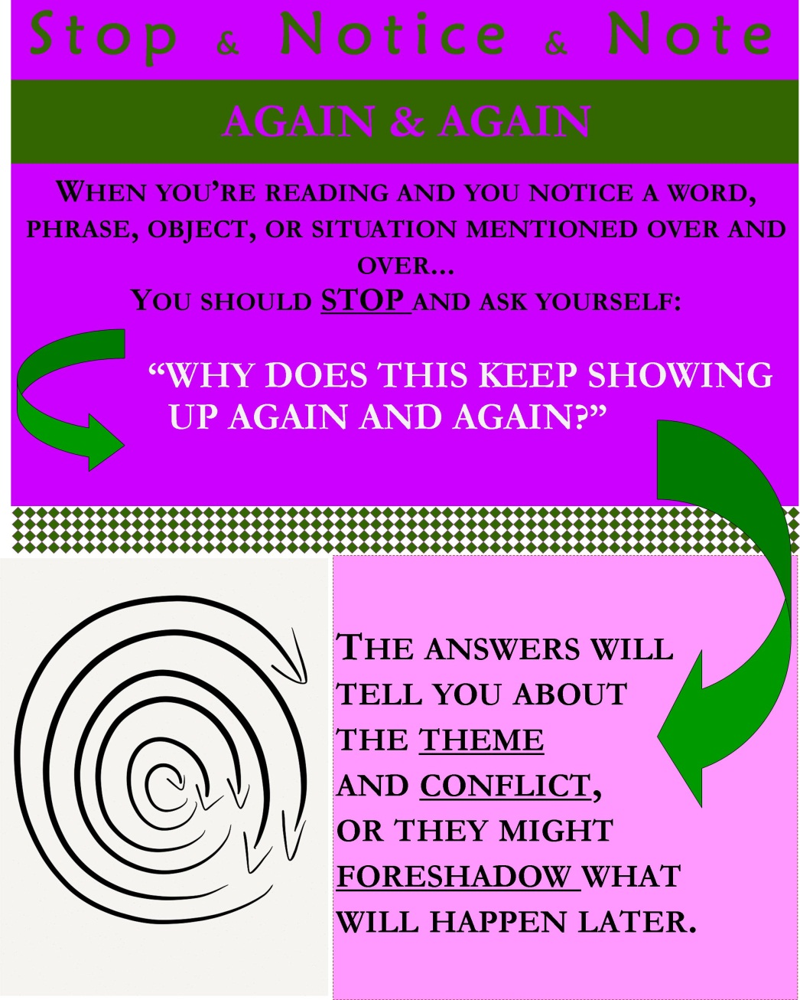 Stop & Notice & Note
AGAIN & AGAIN
WHEN YOU’RE READING AND YOU NOTICE A WORD,
PHRASE, OBJECT, OR SITUATION MENTIONED OVER AND
OVER…
YOU SHOULD STOP AND ASK YOURSELF:
“WHY DOES THIS KEEP SHOWING
UP AGAIN AND AGAIN?”
THE ANSWERS WILL
TELL YOU ABOUT
THE THEME
AND CONFLICT,
OR THEY MIGHT
FORESHADOW WHAT
WILL HAPPEN LATER.